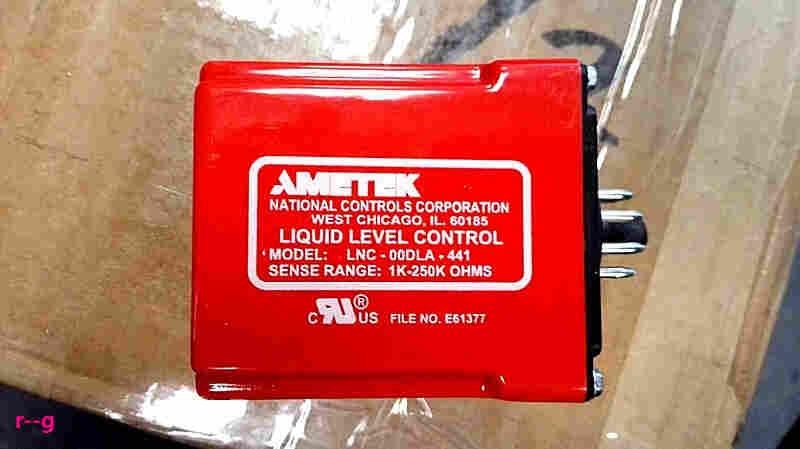 AMETEK
NATIONAL CONTROLS CORPORATION
WEST CHICAGO, IL. 60185
LIQUID LEVEL CONTROL
MODEL: LNC - 00DLA - 441
SENSE RANGE: 1K-250K OHMS
C RU ® US FILE NO. E61377
r--g